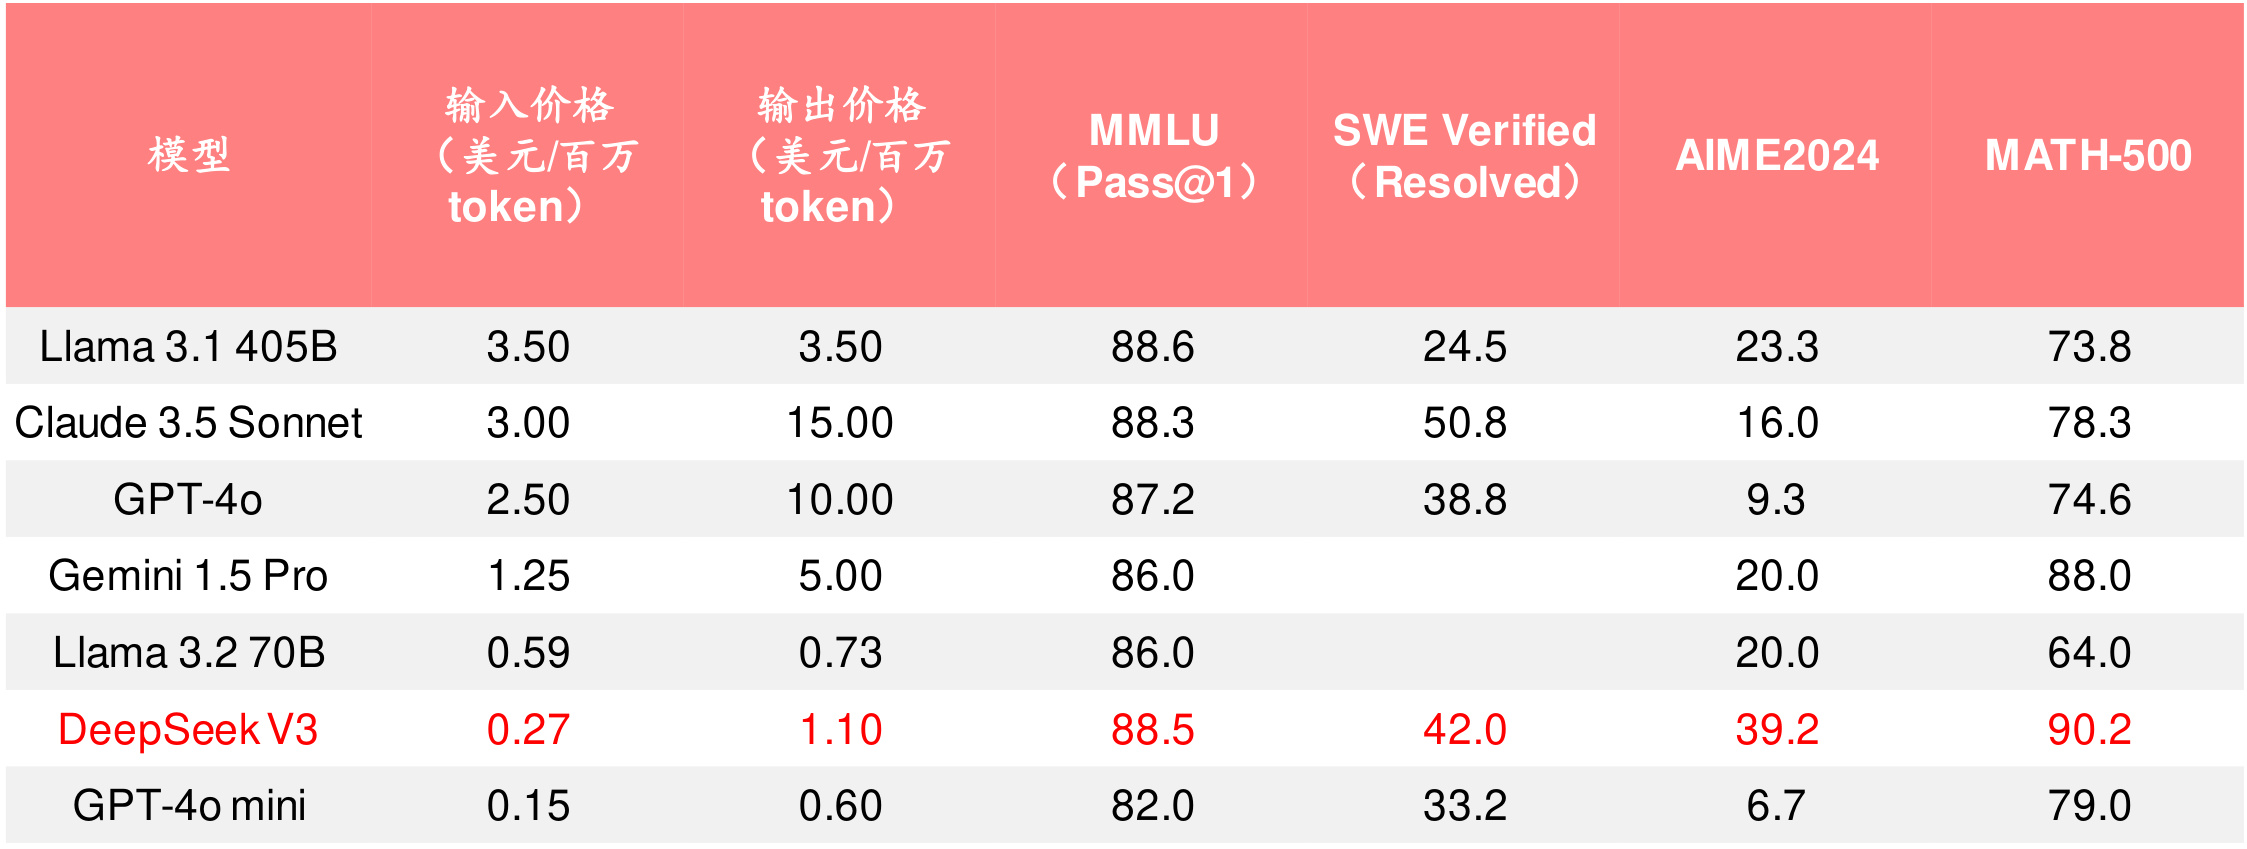 模型 输入价格（美元/百万token） 输出价格（美元/百万token） MMLU（Pass@1） SWE Verified（Resolved） AIME2024 MATH-500
Llama 3.1 405B 3.50 3.50 88.6 24.5 23.3 73.8
Claude 3.5 Sonnet 3.00 15.00 88.3 50.8 16.0 78.3
GPT-4o 2.50 10.00 87.2 38.8 9.3 74.6
Gemini 1.5 Pro 1.25 5.00 86.0 20.0 88.0
Llama 3.2 70B 0.59 0.73 86.0 20.0 64.0
DeepSeek V3 0.27 1.10 88.5 42.0 39.2 90.2
GPT-4o mini 0.15 0.60 82.0 33.2 6.7 79.0